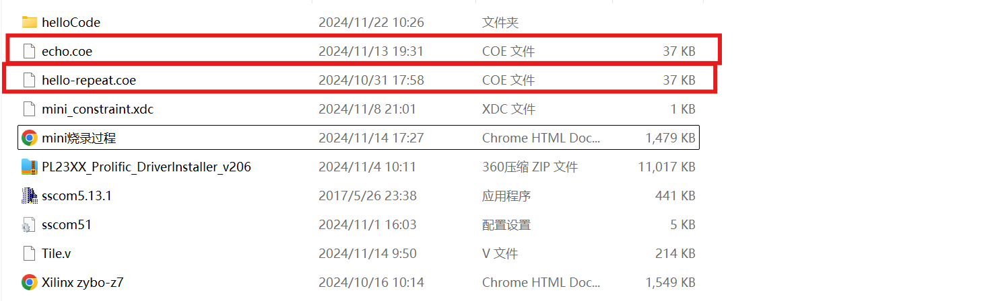 helloCode 2024/11/22 10:26 文件夹
echo.coe 2024/11/13 19:31 COE 文件 37 KB
hello-repeat.coe 2024/10/31 17:58 COE 文件 37 KB
mini_constraint.xdc 2024/11/8 21:01 XDC 文件 1 KB
mini烧录过程 2024/11/14 17:27 Chrome HTML Doc... 1,479 KB
PL23XX_Prolific_DriverInstaller_v206 2024/11/4 10:11 360压缩 ZIP 文件 11,017 KB
sscom5.13.1 2017/5/26 23:38 应用程序 441 KB
sscom51 2024/11/1 16:03 配置设置 5 KB
Tile.v 2024/11/14 9:50 V 文件 214 KB
Xilinx zybo-z7 2024/10/16 10:14 Chrome HTML Doc... 1,549 KB